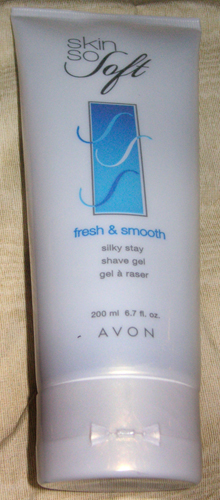 skin
so
Soft
fresh & smooth
silky stay
shave gel
gel à raser
200 ml 6.7 fl. oz.
AVON